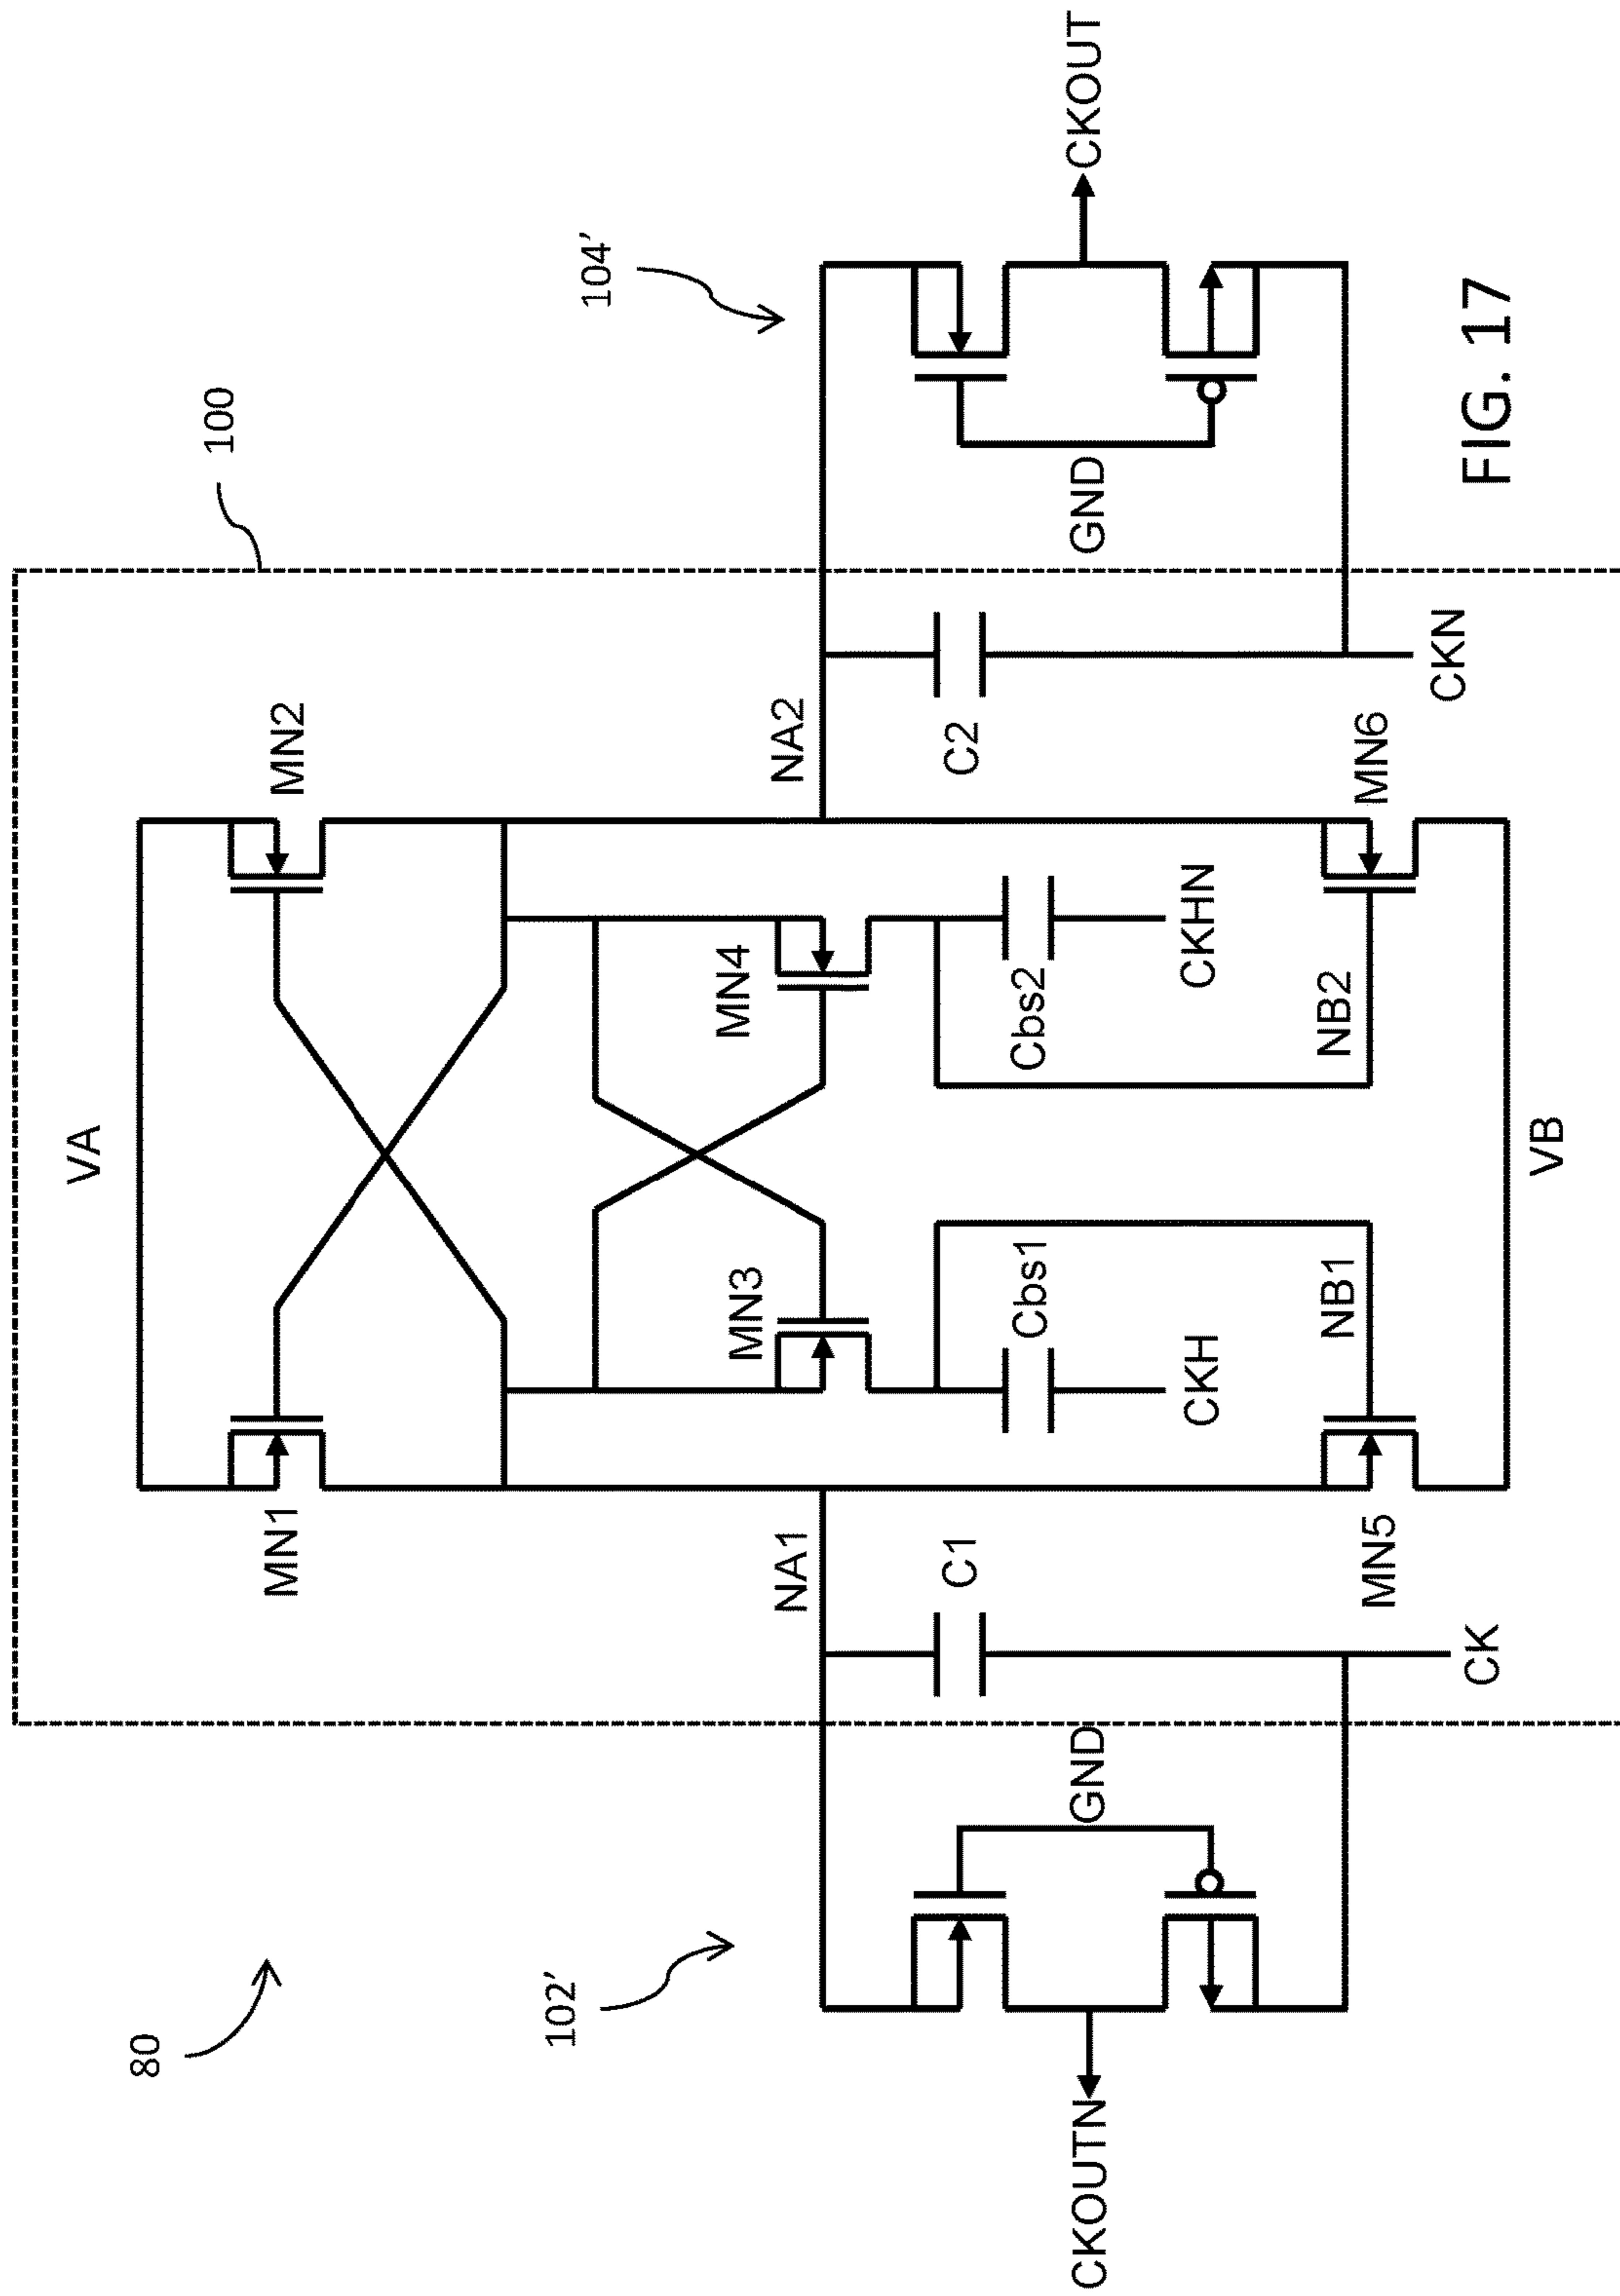 80
100
VA
MN1
MN2
102'
104'
MN3
MN4
NA1
NA2
C1
C2
Cbs1
Cbs2
CKOUTN
GND
CKH
CKHN
GND
CKOUT
NB1
NB2
MN5
MN6
CK
VB
CKN
FIG. 17